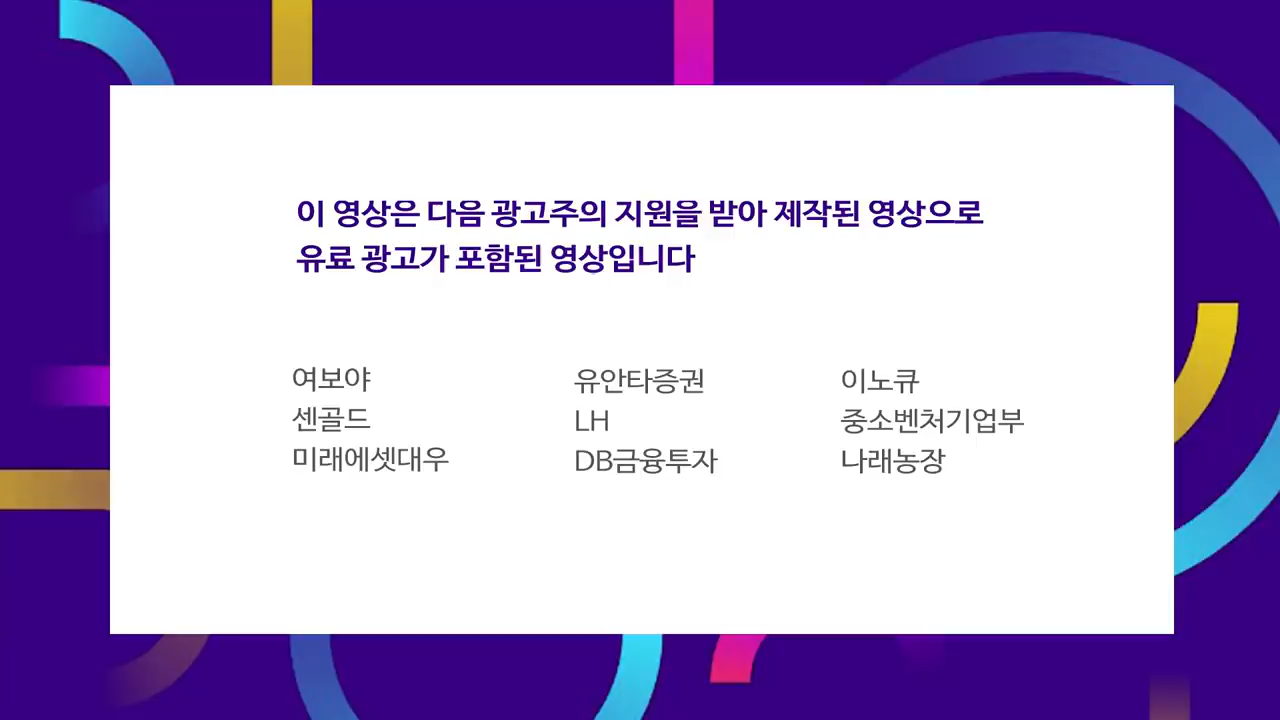 이 영상은 다음 광고주의 지원을 받아 제작된 영상으로
유료 광고가 포함된 영상입니다
여보야
유안타증권
이노큐
센골드
LH
중소벤처기업부
미래에셋대우
DB금융투자
나래농장